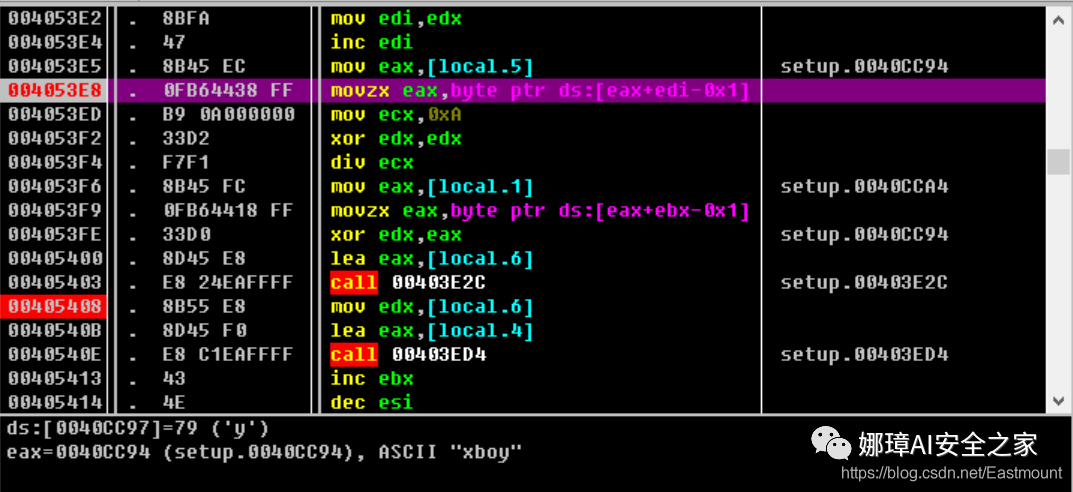 004053E2 . 8BFA mov edi,edx
004053E4 . 47 inc edi
004053E5 . 8B45 EC mov eax,[local.5] setup.0040CC94
004053E8 . 0FB64438 FF movzx eax,byte ptr ds:[eax+edi-0x1]
004053ED . B9 0A000000 mov ecx,0xA
004053F2 . 33D2 xor edx,edx
004053F4 . F7F1 div ecx
004053F6 . 8B45 FC mov eax,[local.1] setup.0040CCA4
004053F9 . 0FB64418 FF movzx eax,byte ptr ds:[eax+ebx-0x1]
004053FE . 33D0 xor edx,eax setup.0040CC94
00405400 . 8D45 E8 lea eax,[local.6]
00405403 . E8 24EAFFFF call 00403E2C setup.00403E2C
00405408 . 8B55 E8 mov edx,[local.6]
0040540B . 8D45 F0 lea eax,[local.4]
0040540E . E8 C1EAFFFF call 00403ED4 setup.00403ED4
00405413 . 43 inc ebx
00405414 . 4E dec esi
ds:[0040CC97]=79 ('y')
eax=0040CC94 (setup.0040CC94), ASCII "xboy"
娜璋AI安全之家
https://blog.csdn.net/Eastmount